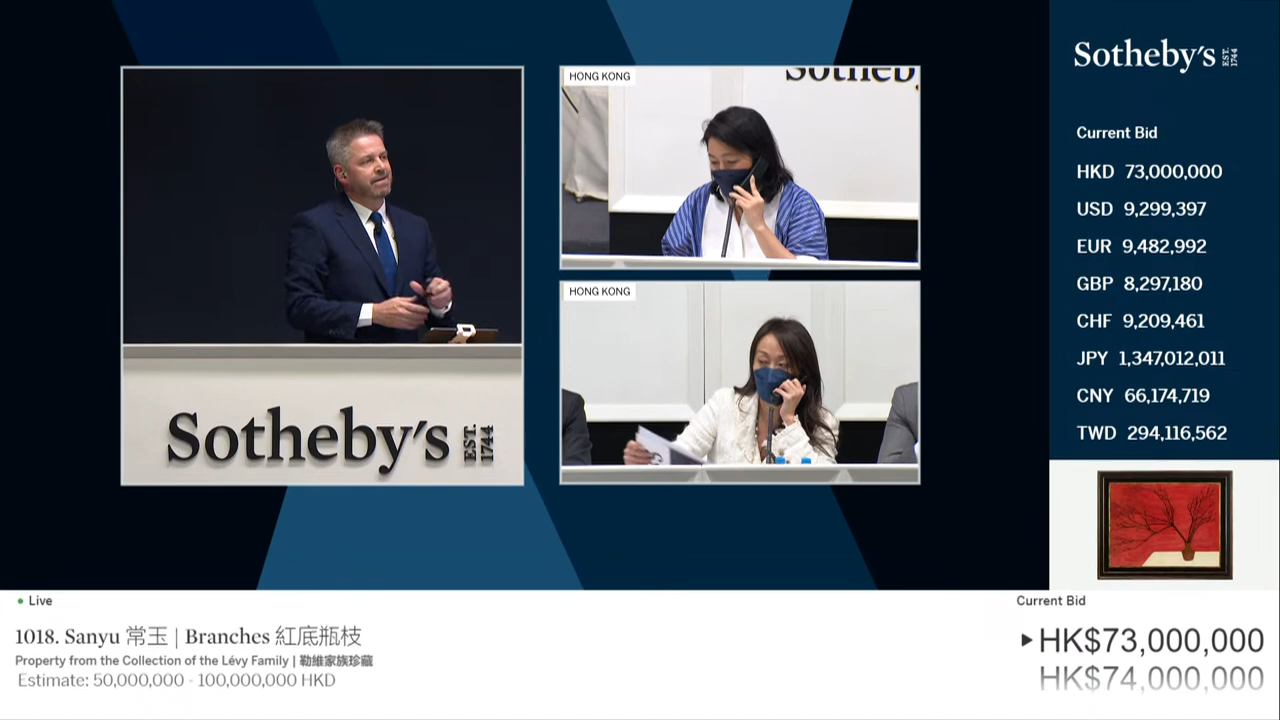 HONG KONG
Sotheb
HONG KONG
Sotheby's EST. 1744
Sotheby's EST. 1744
Current Bid
HKD 73,000,000
USD 9,299,397
EUR 9,482,992
GBP 8,297,180
CHF 9,209,461
JPY 1,347,012,011
CNY 66,174,719
TWD 294,116,562
Live
1018. Sanyu 常玉 | Branches 紅底瓶枝
Property from the Collection of the Lévy Family | 勒維家族珍藏
Estimate: 50,000,000 - 100,000,000 HKD
Current Bid
HK$73,000,000
HK$74,000,000